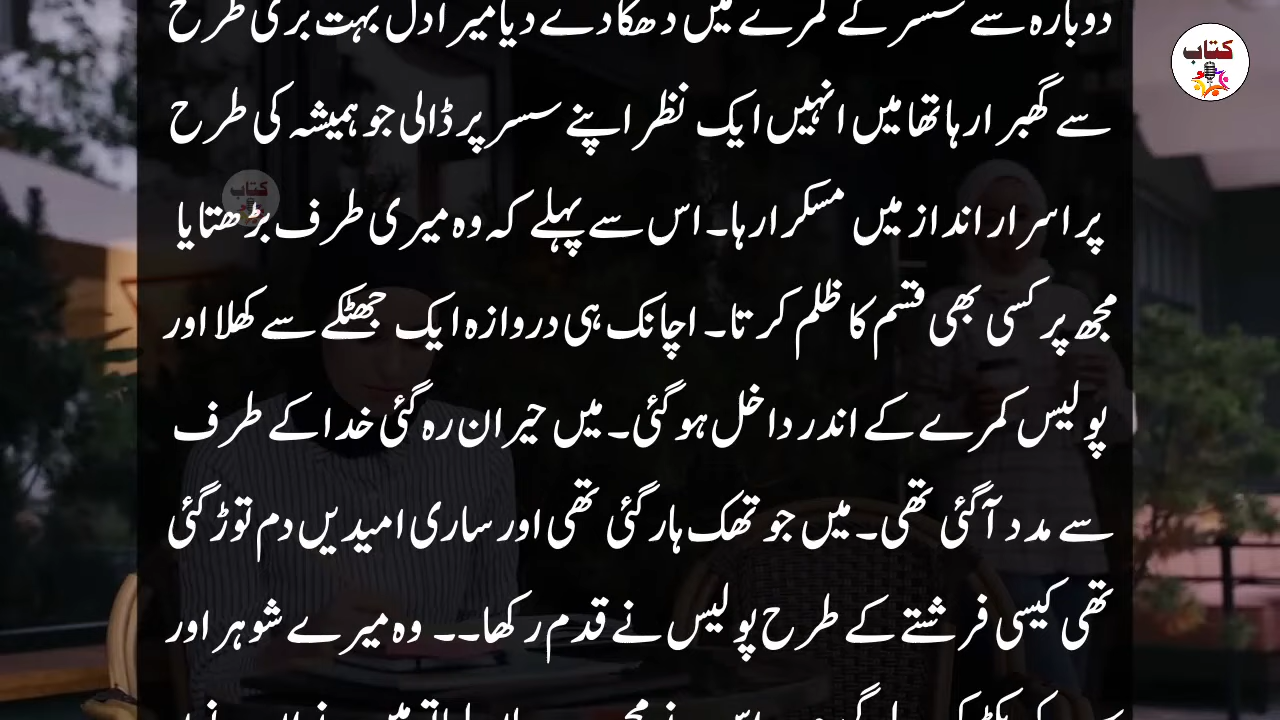 دوبارہ سے سسر کے کمرے میں دھکا دے دیا میرا دل بہت بری طرح
سے گھبرا رہا تھا میں انہیں ایک نظر اپنے سسر پر ڈالی جو ہمیشہ کی طرح
پر اسرار انداز میں مسکرا رہا۔ اس سے پہلے کہ وہ میری طرف بڑھتا یا
مجھ پر کسی بھی قسم کا ظلم کرتا۔ اچانک ہی دروازہ ایک جھٹکے سے کھلا اور
پولیس کمرے کے اندر داخل ہو گئی۔ میں حیران رہ گئی خدا کے طرف
سے مدد آگئی تھی۔ میں جو تھک ہار گئی تھی اور ساری امیدیں دم توڑ گئی
تھی کیسی فرشتے کے طرح پولیس نے قدم رکھا۔۔ وہ میرے شوہر اور
کتاب
کتاب